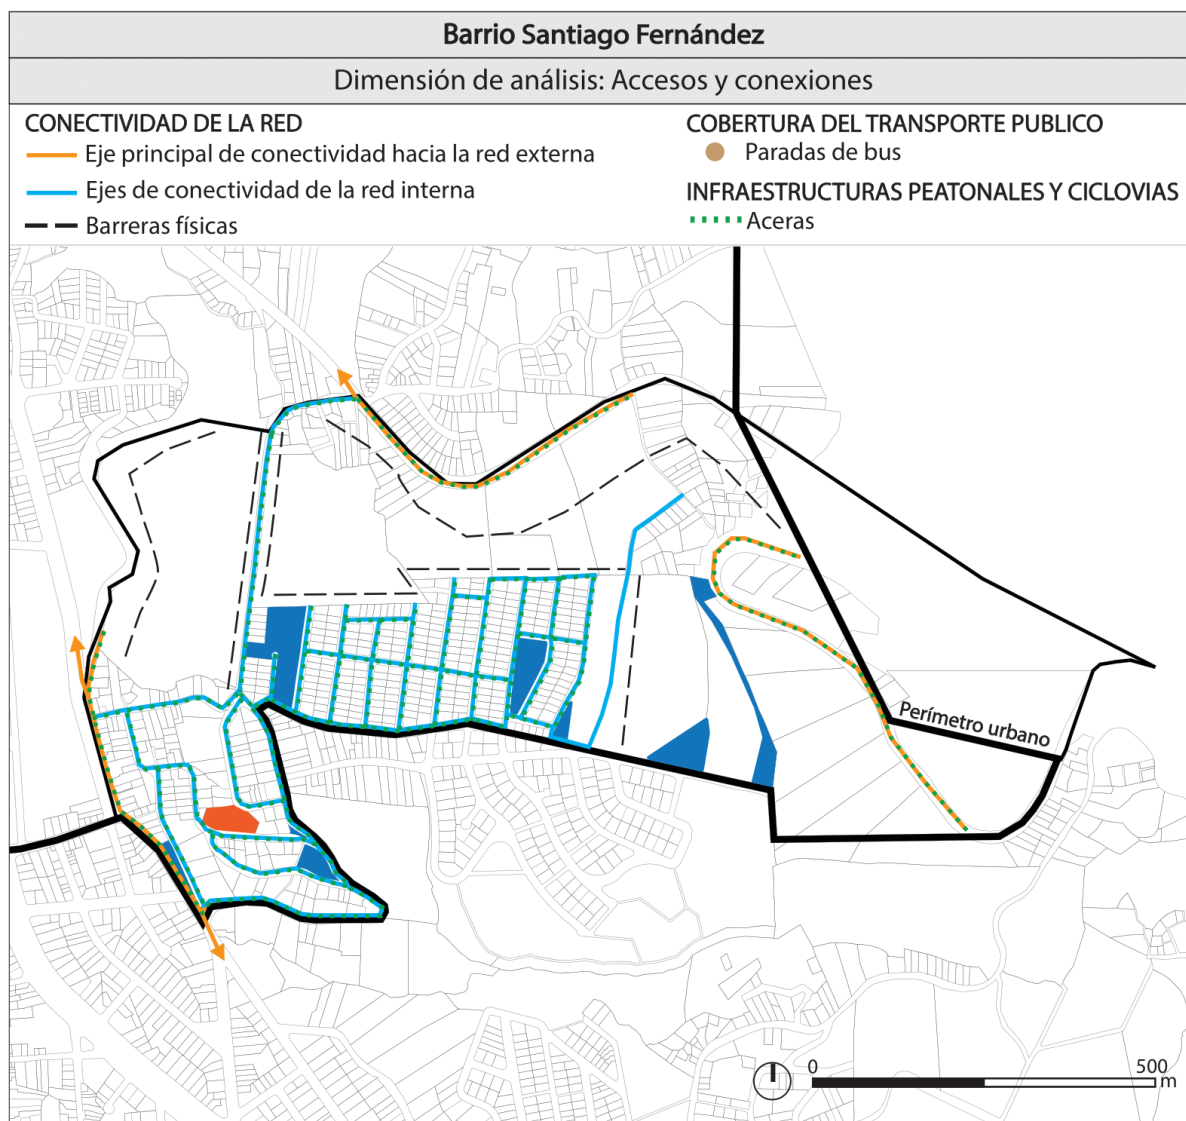 Barrio Santiago Fernández
Dimensión de análisis: Accesos y conexiones
CONECTIVIDAD DE LA RED
Eje principal de conectividad hacia la red externa
Ejes de conectividad de la red interna
Barreras físicas
COBERTURA DEL TRANSPORTE PUBLICO
Paradas de bus
INFRAESTRUCTURAS PEATONALES Y CICLOVIAS
Aceras
Perímetro urbano
0 500 m